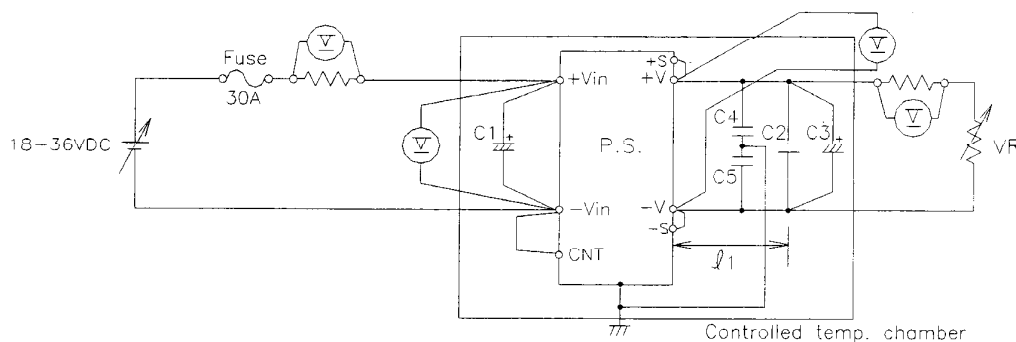 Fuse
30A
V
18-36VDC
V
+Vin
C1
+
-Vin
CNT
P.S.
+S
+V
-V
-S
C4
C5
C2
C3
+
V
V
VR
ℓ1
Controlled temp. chamber